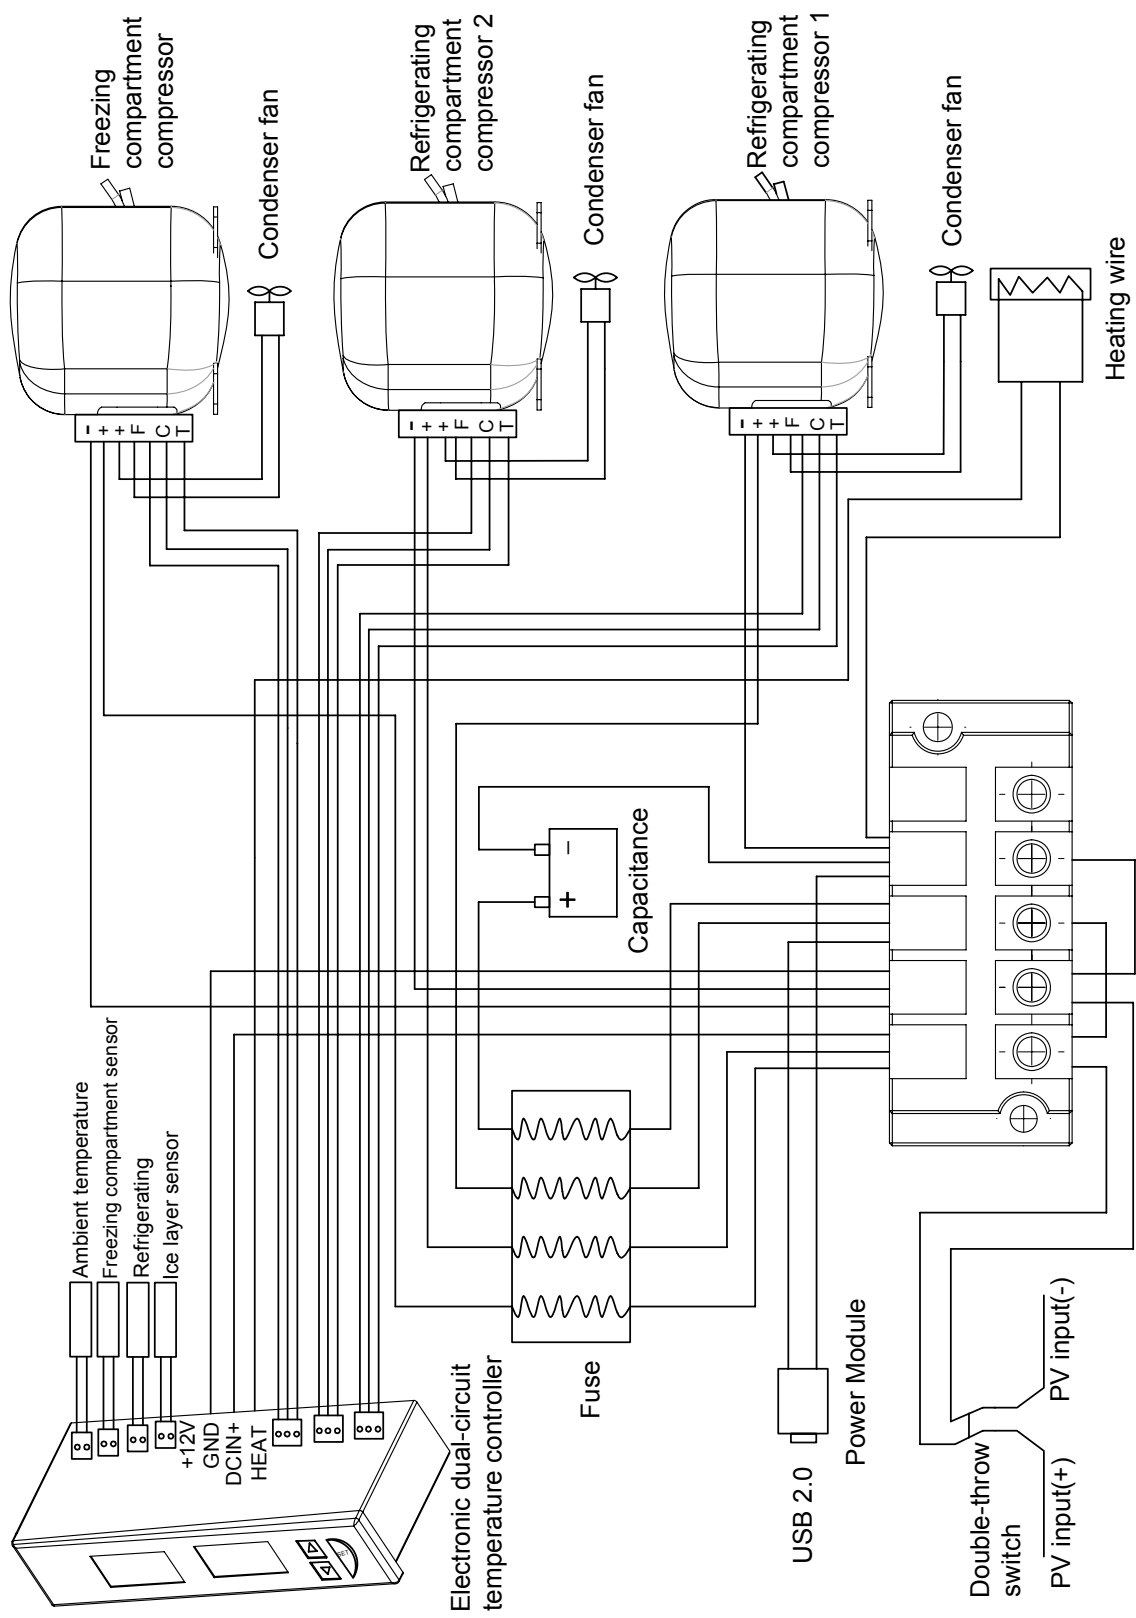 Freezing
compartment
compressor
Condenser fan
- + + F C T
Refrigerating
compartment
compressor 2
Condenser fan
- + + F C T
Refrigerating
compartment
compressor 1
Condenser fan
- + + F C T
Heating wire
Capacitance
+ -
Ambient temperature
Freezing compartment sensor
Refrigerating
Ice layer sensor
+12V
GND
DCIN+
HEAT
SET
Electronic dual-circuit
temperature controller
Fuse
USB 2.0
Power Module
Double-throw
switch
PV input(+)
PV input(-)